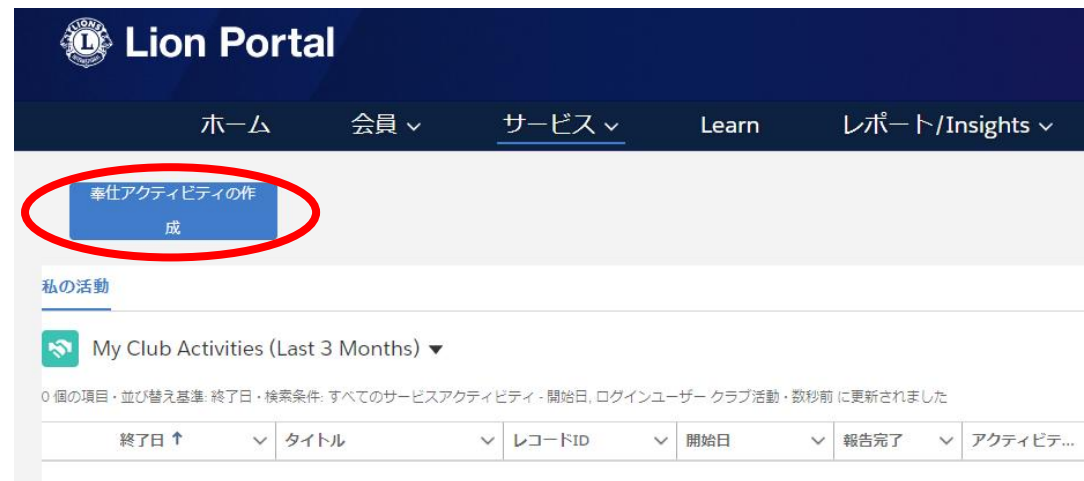 LIONS
L
INTERNATIONAL
Lion Portal
ホーム 会員 サービス Learn レポート/Insights
奉仕アクティビティの作
成
私の活動
My Club Activities (Last 3 Months)
0 個の項目・並び替え基準: 終了日・検索条件: すべてのサービスアクティビティ - 開始日, ログインユーザー クラブ活動・数秒前 に更新されました
終了日 ↑ タイトル レコードID 開始日 報告完了 アクティビテ...